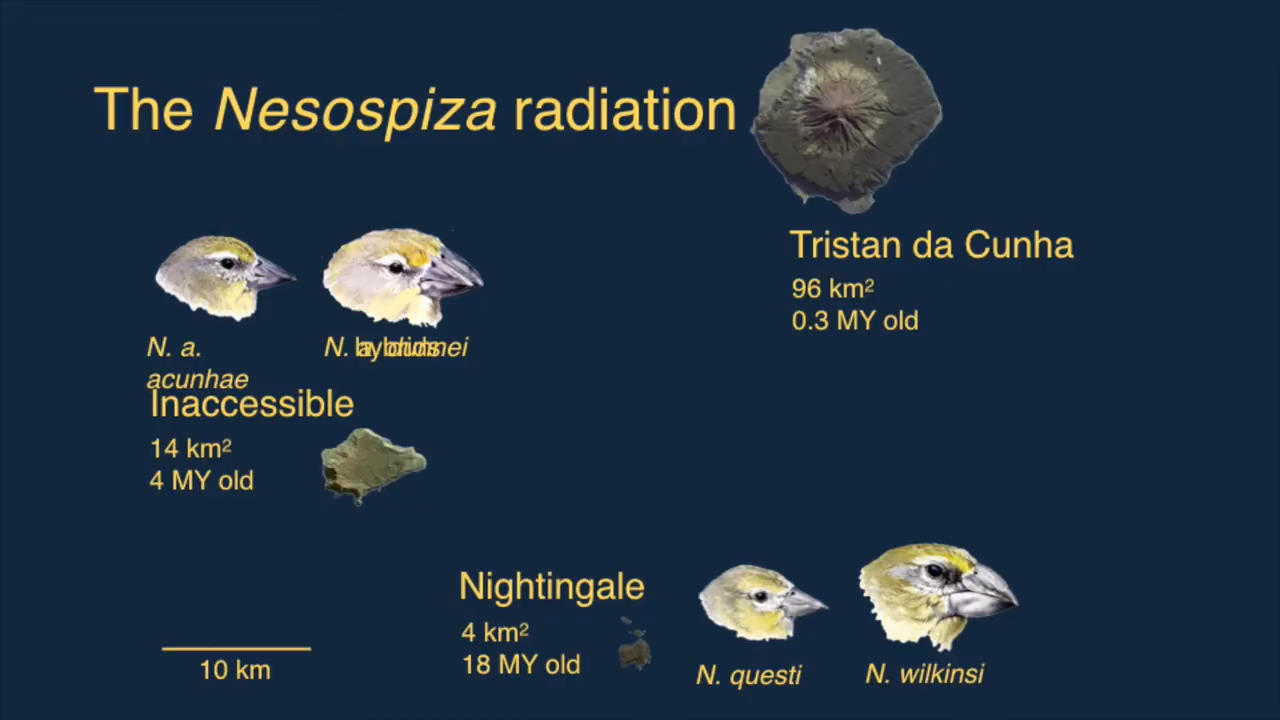 The Nesospiza radiation
Tristan da Cunha
96 km²
0.3 MY old
N. a.
acunhae
N.
Inaccessible
14 km²
4 MY old
Nightingale
4 km²
18 MY old
N. questi
N. wilkinsi
10 km